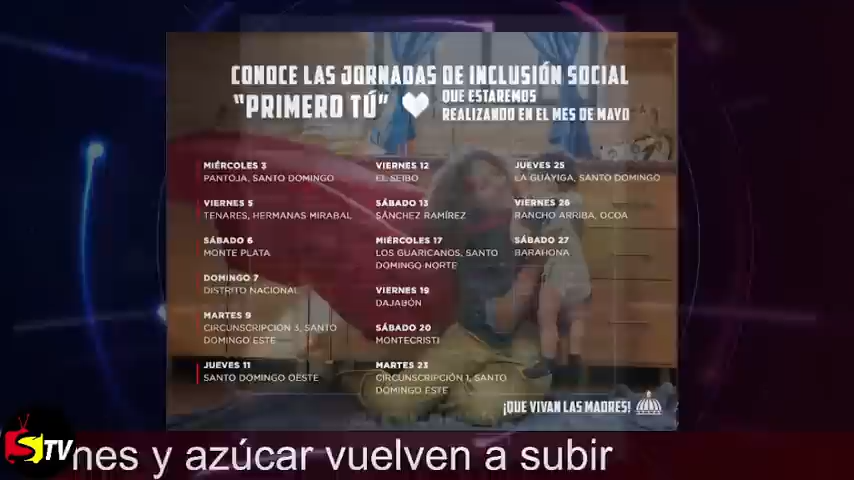 CONOCE LAS JORNADAS DE INCLUSIÓN SOCIAL
"PRIMERO TÚ"
QUE ESTAREMOS
REALIZANDO EN EL MES DE MAYO
MIÉRCOLES 3
PANTOJA, SANTO DOMINGO
VIERNES 5
TENARES, HERMANAS MIRABAL
SÁBADO 6
MONTE PLATA
DOMINGO 7
DISTRITO NACIONAL
MARTES 9
CIRCUNSCRIPCIÓN 3, SANTO
DOMINGO ESTE
JUEVES 11
SANTO DOMINGO OESTE
VIERNES 12
EL SEIBO
SÁBADO 13
SÁNCHEZ RAMÍREZ
MIÉRCOLES 17
LOS GUARICANOS, SANTO
DOMINGO NORTE
VIERNES 19
DAJABÓN
SÁBADO 20
MONTECRISTI
MARTES 23
CIRCUNSCRIPCIÓN 1, SANTO
DOMINGO ESTE
JUEVES 25
LA GUÁYIGA, SANTO DOMINGO
VIERNES 26
RANCHO ARRIBA, OCOA
SÁBADO 27
BARAHONA
¡QUE VIVAN LAS MADRES!
STV
nes y azúcar vuelven a subir